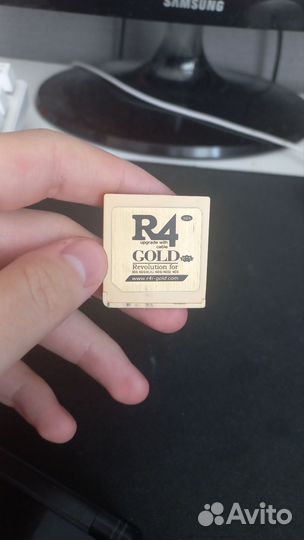 SAMSUNG
R4
upgrade with
cable
GOLD
Revolution for
www.r4i-gold.com
Avito